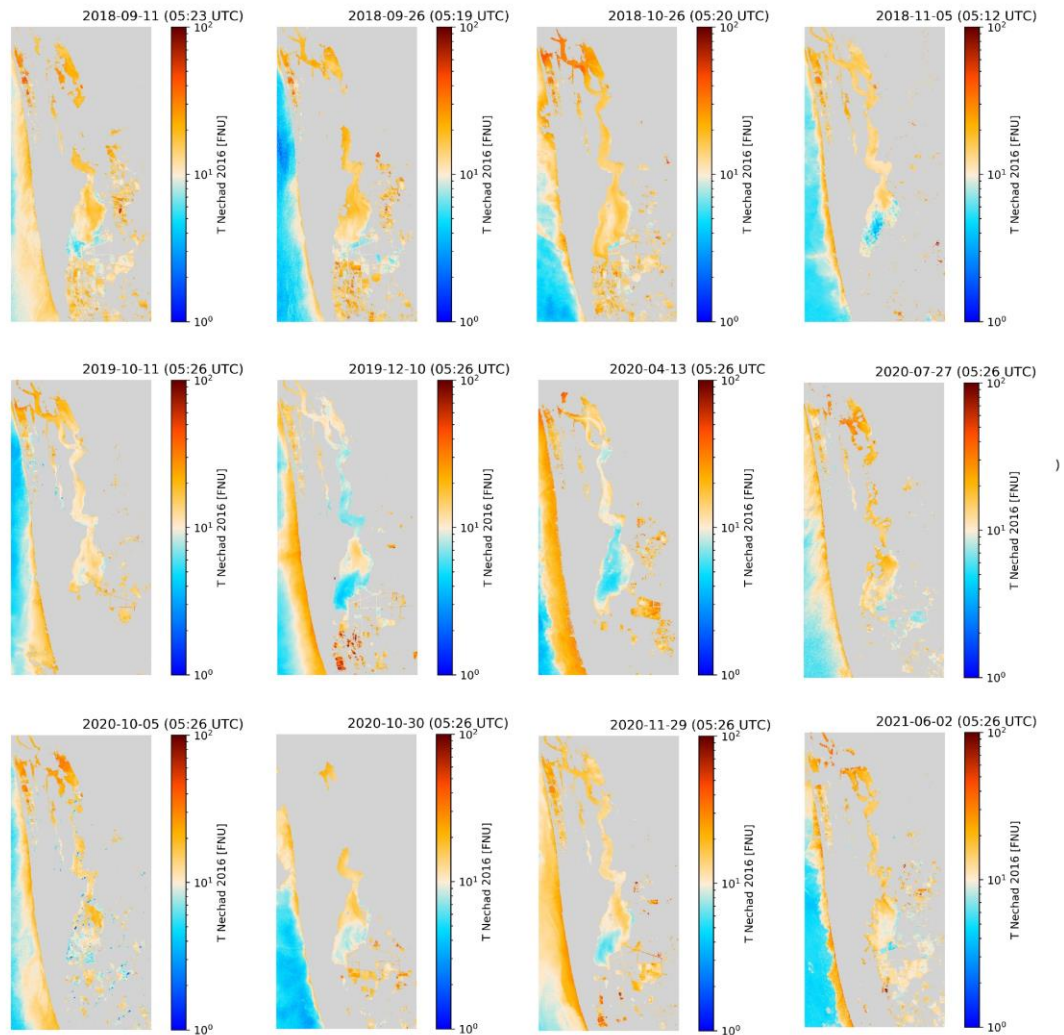 2018-09-11 (05:23 UTC)
10²
T Nechad 2016 [FNU]
10¹
10⁰
2018-09-26 (05:19 UTC)
10²
T Nechad 2016 [FNU]
10¹
10⁰
2018-10-26 (05:20 UTC)
10²
T Nechad 2016 [FNU]
10¹
10⁰
2018-11-05 (05:12 UTC)
10²
T Nechad 2016 [FNU]
10¹
10⁰
2019-10-11 (05:26 UTC)
10²
T Nechad 2016 [FNU]
10¹
10⁰
2019-12-10 (05:26 UTC)
10²
T Nechad 2016 [FNU]
10¹
10⁰
2020-04-13 (05:26 UTC
10²
T Nechad 2016 [FNU]
10¹
10⁰
2020-07-27 (05:26 UTC)
10²
T Nechad 2016 [FNU]
10¹
10⁰
)
2020-10-05 (05:26 UTC)
10²
T Nechad 2016 [FNU]
10¹
10⁰
2020-10-30 (05:26 UTC)
10²
T Nechad 2016 [FNU]
10¹
10⁰
2020-11-29 (05:26 UTC)
10²
T Nechad 2016 [FNU]
10¹
10⁰
2021-06-02 (05:26 UTC)
10²
T Nechad 2016 [FNU]
10¹
10⁰